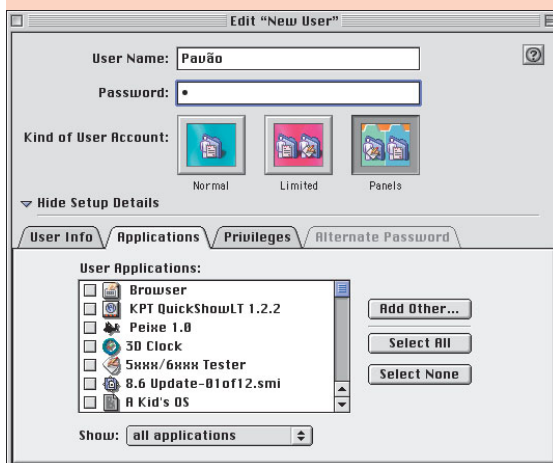 Edit “New User”
User Name: Pavão
Password: •
Kind of User Account:
Normal Limited Panels
Hide Setup Details
User Info Applications Privileges Alternate Password
User Applications:
Browser
KPT QuickShowLT 1.2.2
Peixe 1.0
3D Clock
5xxx/6xxx Tester
8.6 Update-01of12.smi
A Kid's OS
Add Other...
Select All
Select None
Show: all applications